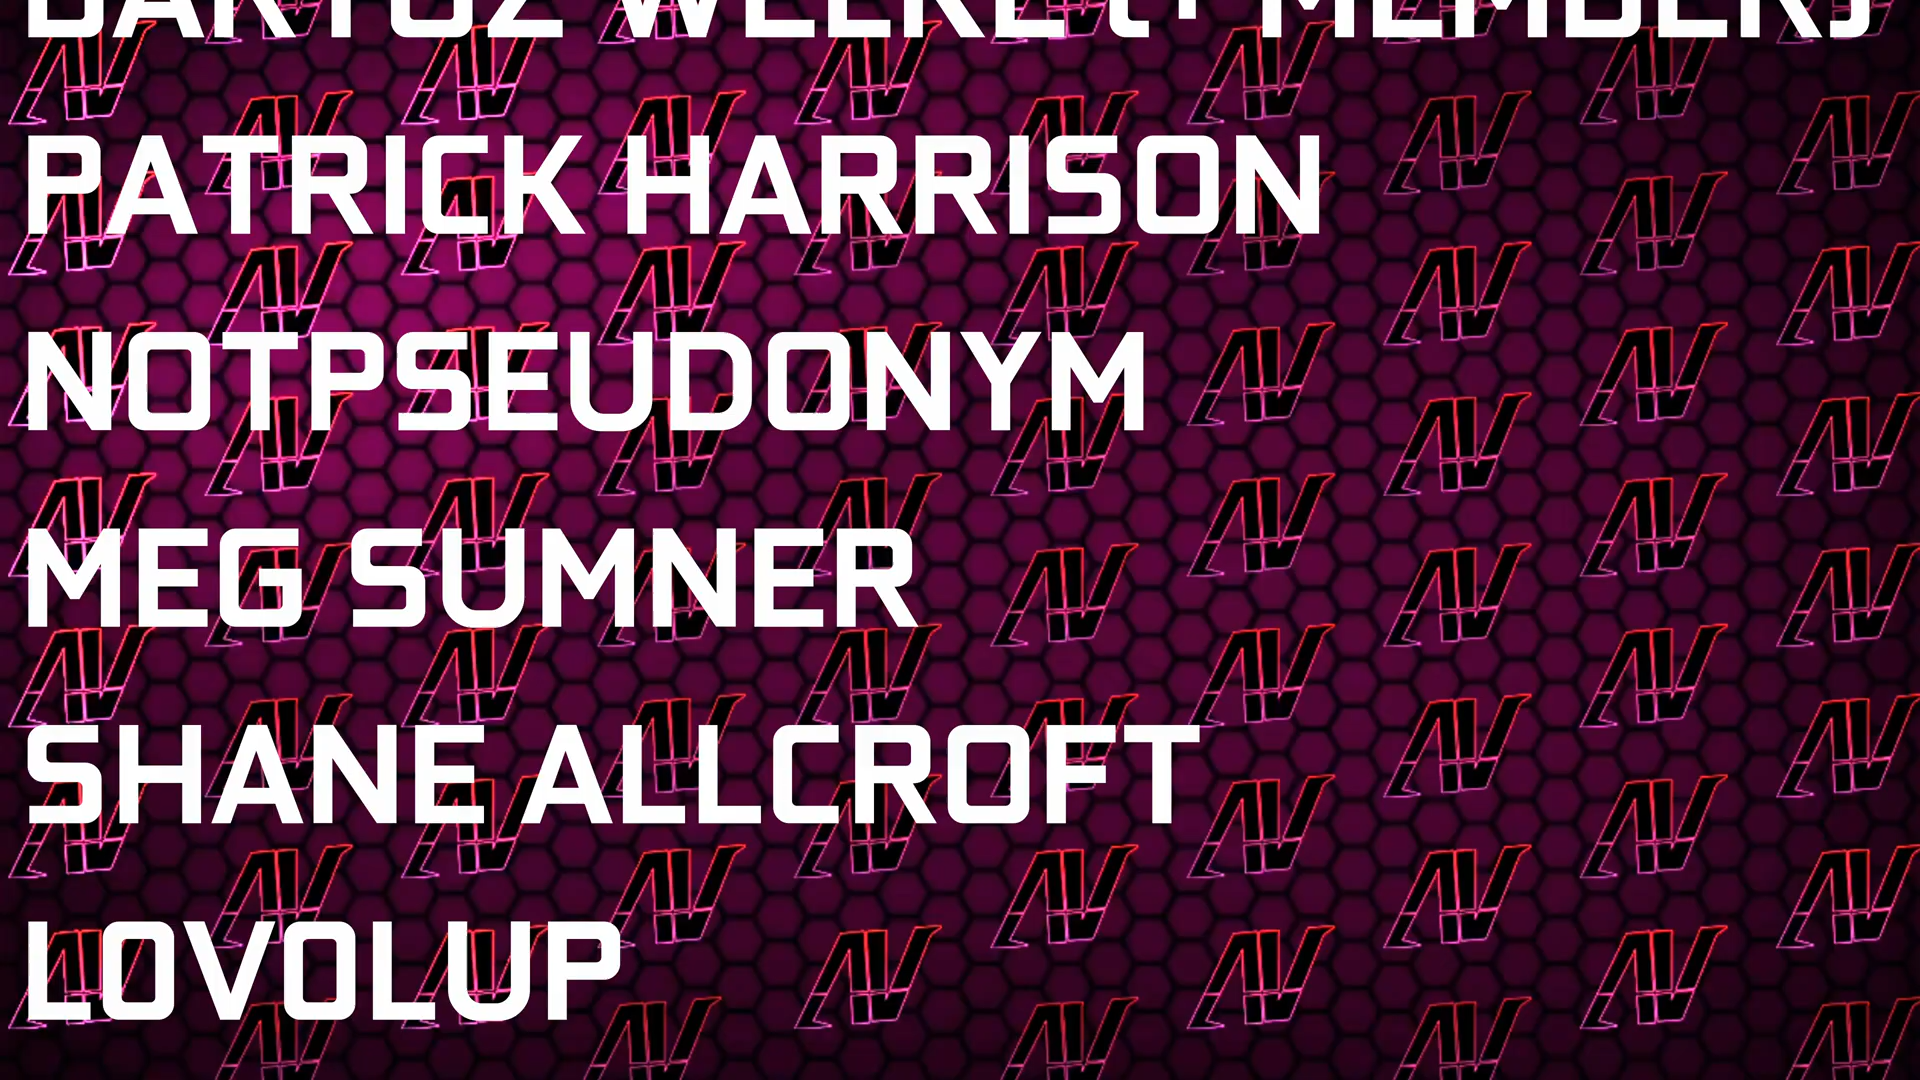 PATRICK HARRISON
NOTPSEUDONYM
MEG SUMNER
SHANE ALLCROFT
LOVOLUP